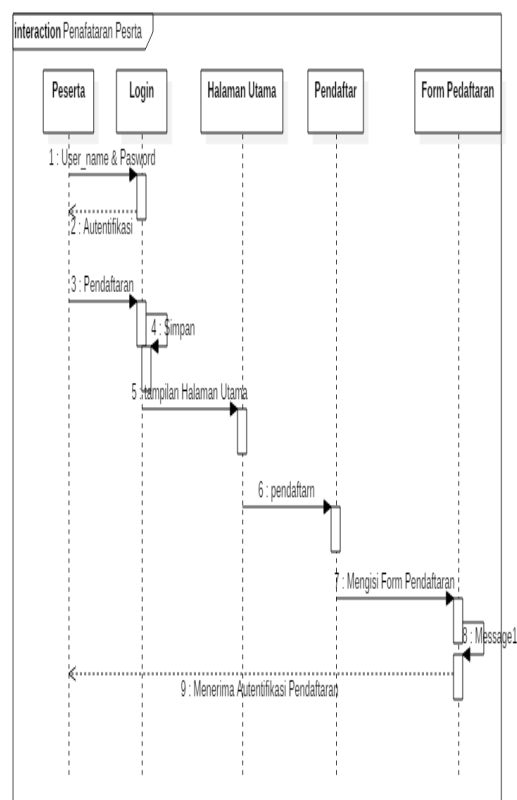 interaction Penafataran Pesrta
Peserta
Login
Halaman Utama
Pendaftar
Form Pedaftaran
1 : User_name & Pasword
2 : Autentifikasi
3 : Pendaftaran
4 : Simpan
5 : tampilan Halaman Utama
6 : pendaftarn
7 : Mengisi Form Pendaftaran
8 : Message1
9 : Menerima Autentifikasi Pendaftaran